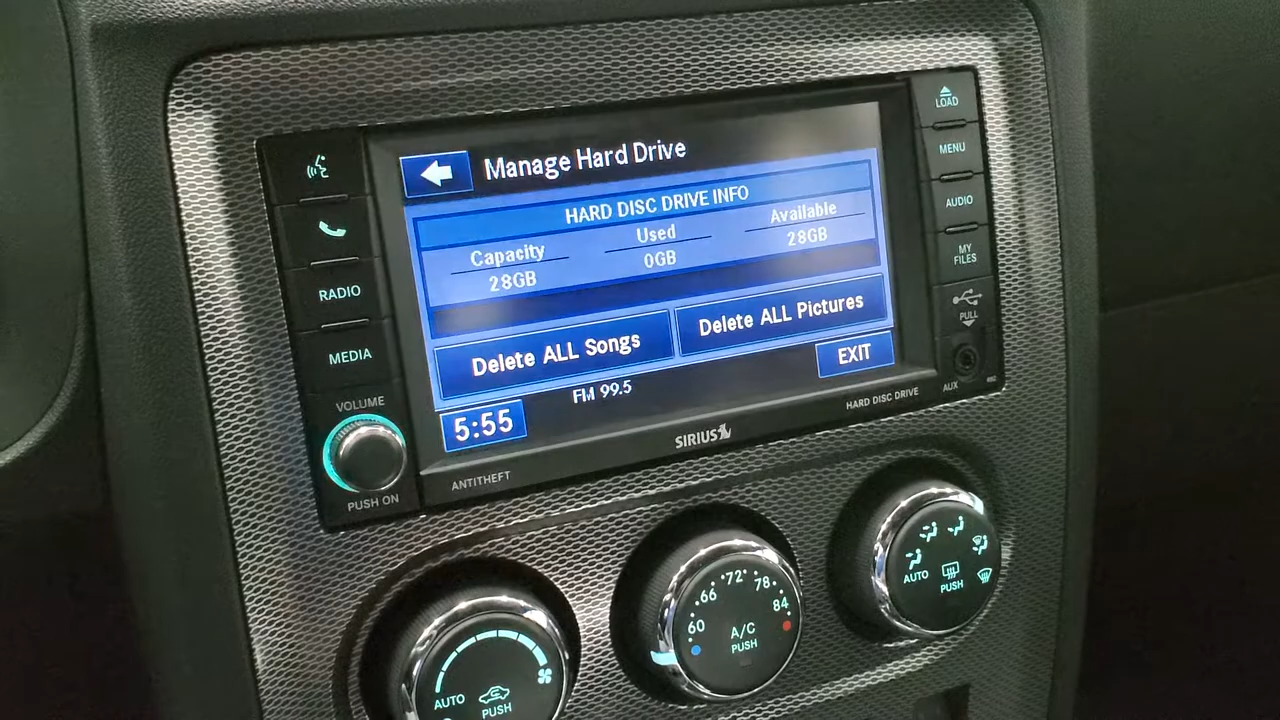 Manage Hard Drive
HARD DISC DRIVE INFO
Capacity Used Available
28GB 0GB 28GB
Delete ALL Songs Delete ALL Pictures
EXIT
5:55 FM 99.5
RADIO
MEDIA
VOLUME
PUSH ON
LOAD
MENU
AUDIO
MY
FILES
PULL
AUX
ANTITHEFT
SIRIUS
HARD DISC DRIVE
AUTO
PUSH
60 66 72 78 84
A/C
PUSH
AUTO
PUSH